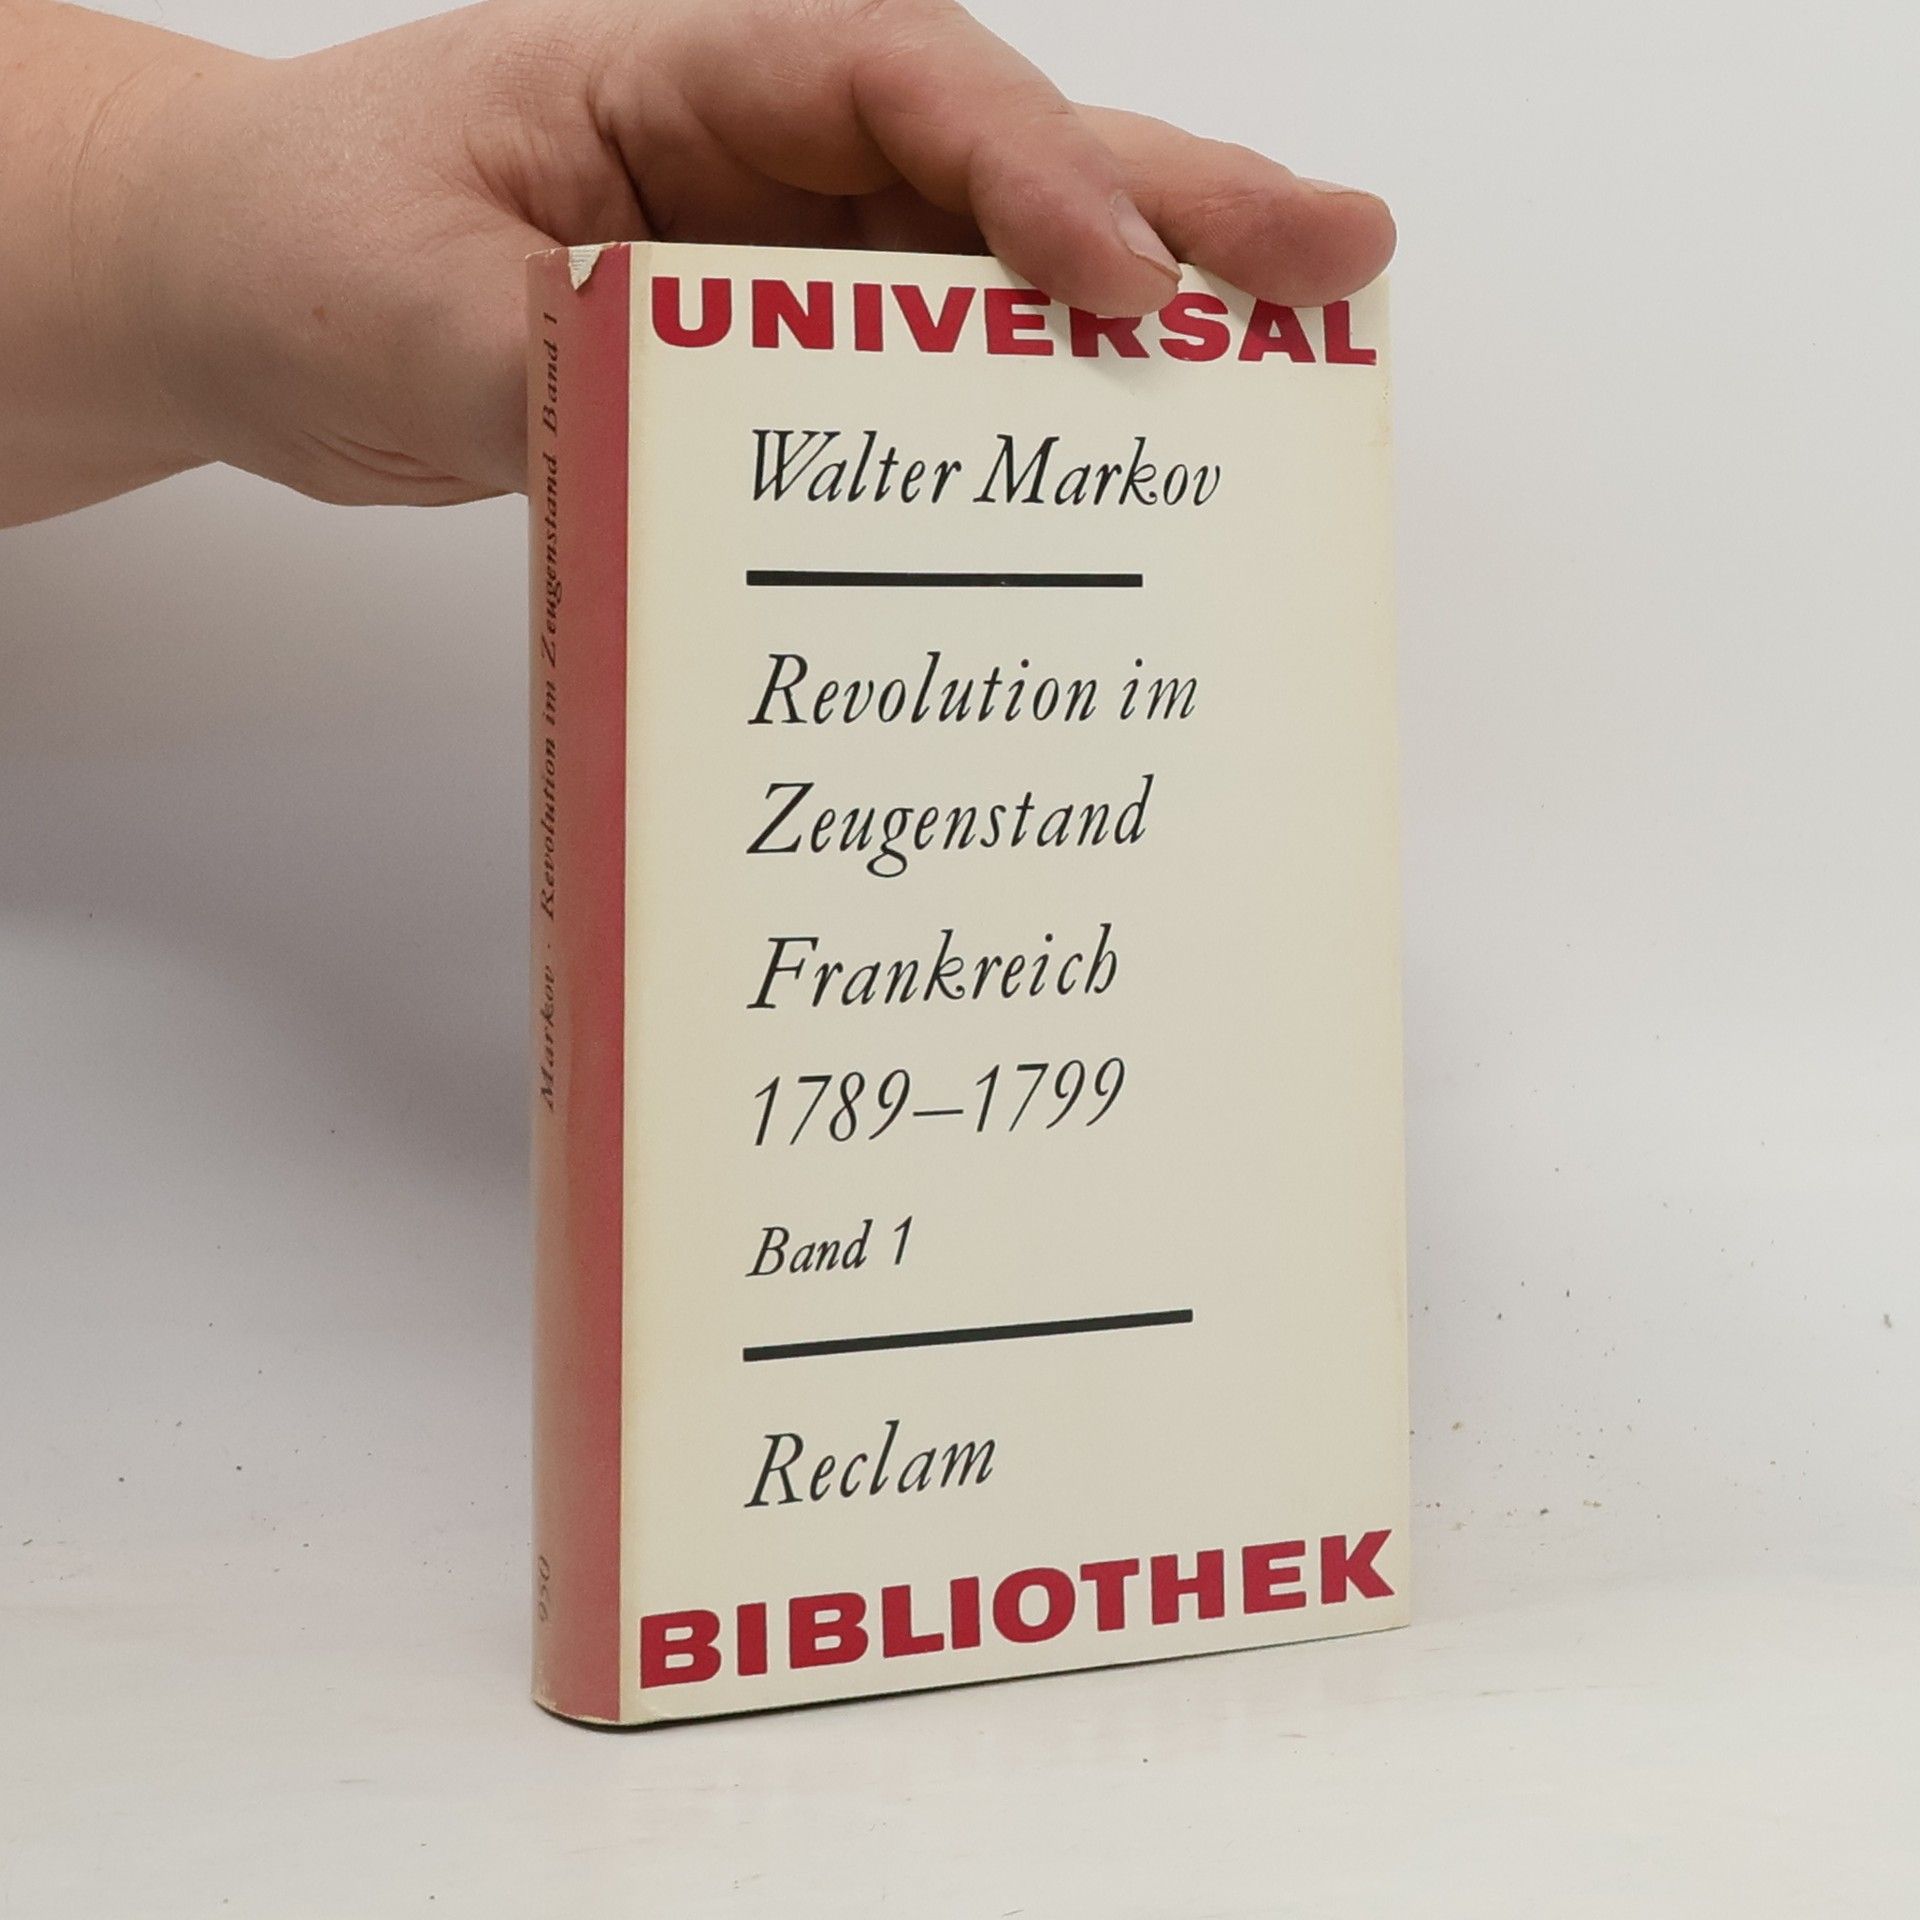 UNIVERSAL
Walter Markov
Revolution im
Zeugenstand
Frankreich
1789–1799
Band 1
Reclam
BIBLIOTHEK
Markov · Revolution im Zeugenstand Band 1
950